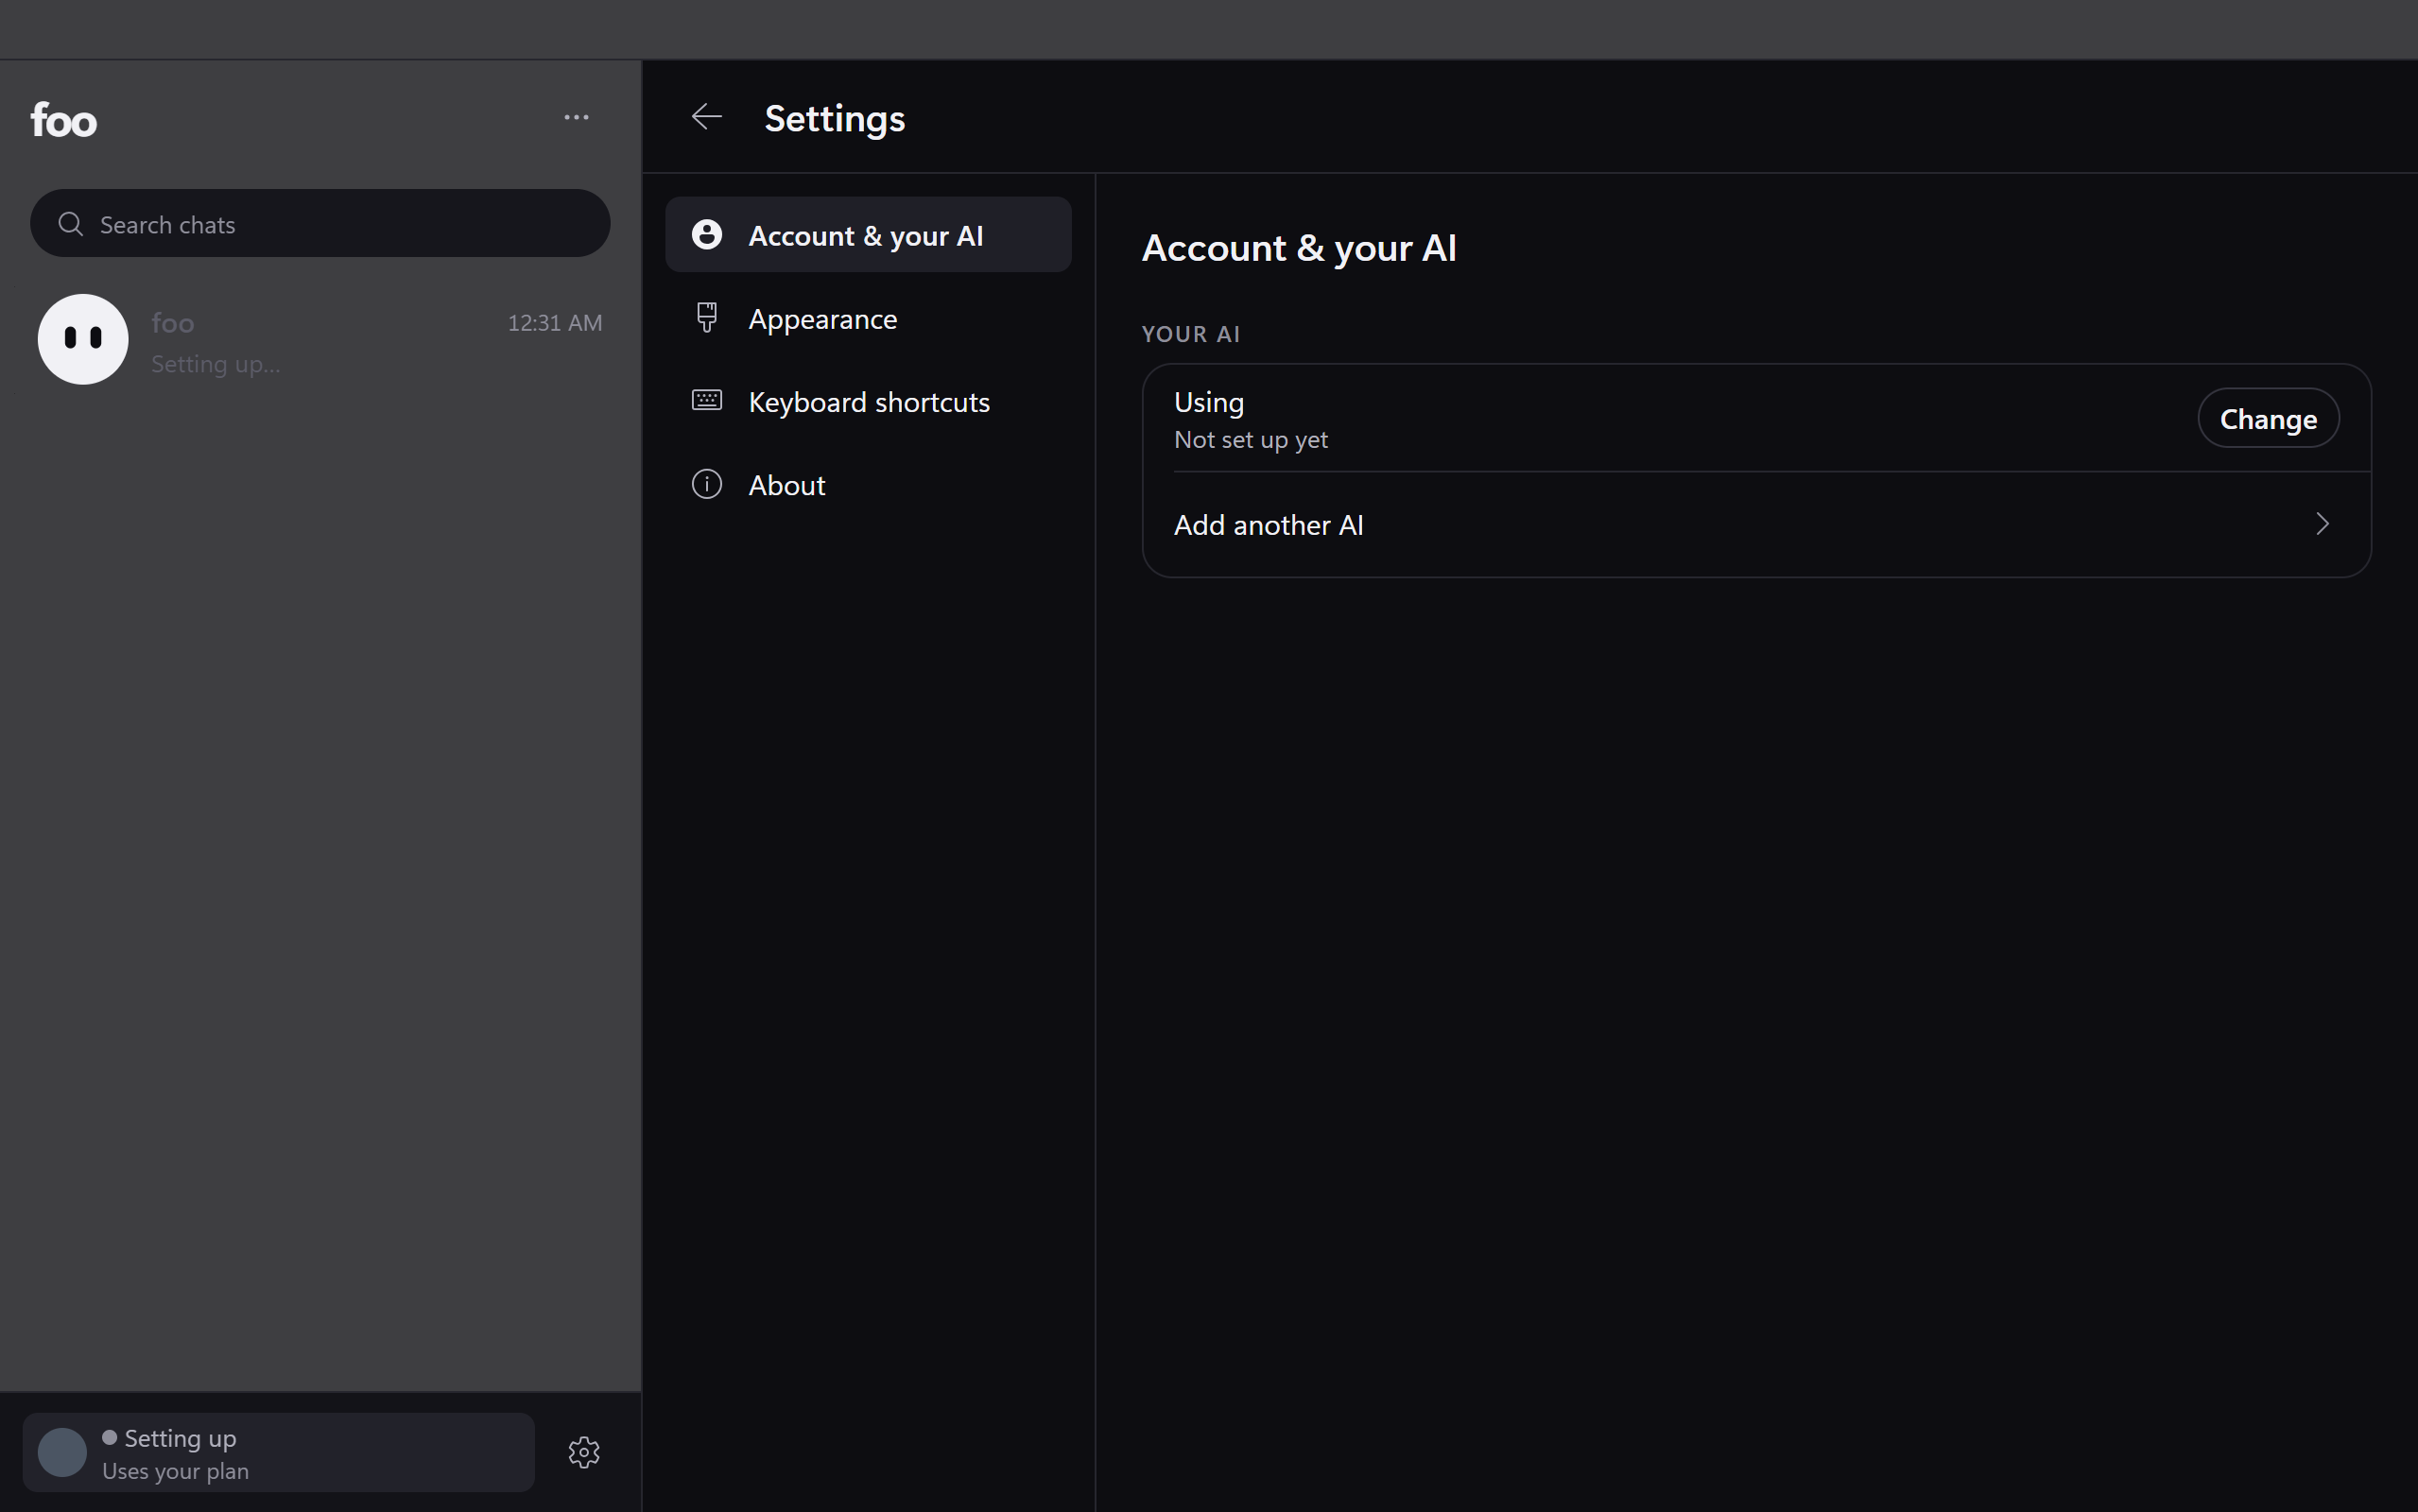 foo
Search chats
foo
12:31 AM
Setting up...
Setting up
Uses your plan
Settings
Account & your AI
Appearance
Keyboard shortcuts
About
Account & your AI
YOUR AI
Using
Not set up yet
Change
Add another AI